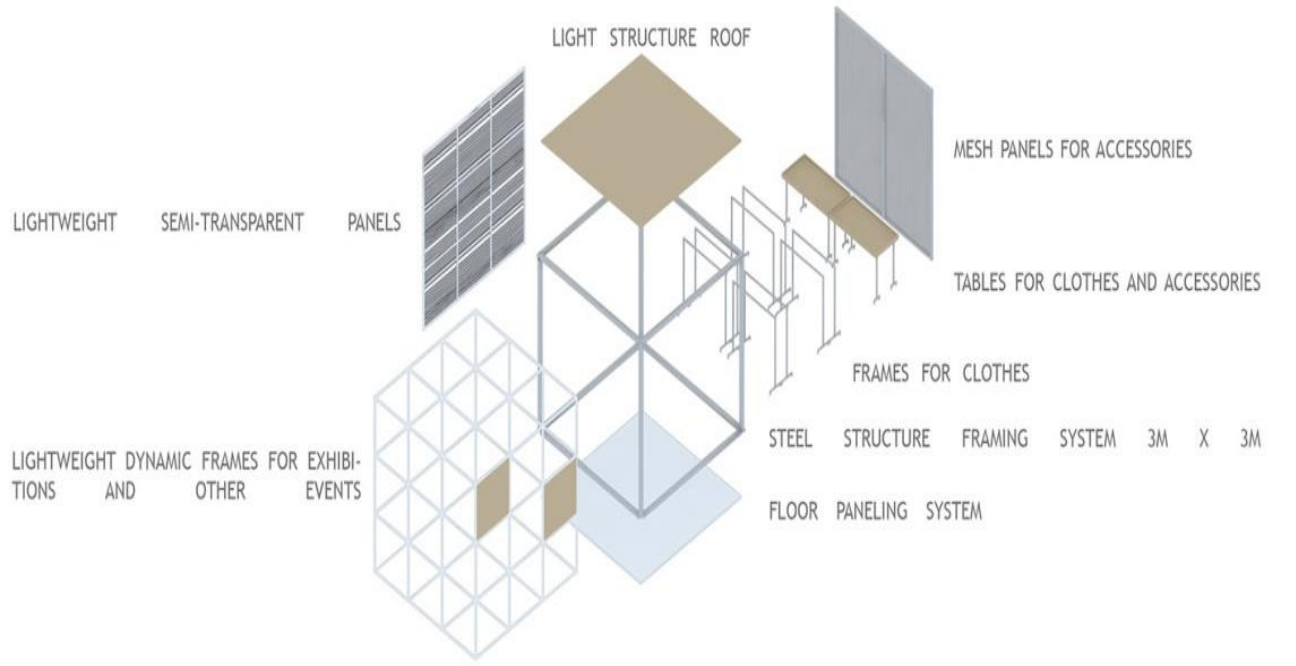 LIGHT STRUCTURE ROOF
MESH PANELS FOR ACCESSORIES
LIGHTWEIGHT SEMI-TRANSPARENT PANELS
TABLES FOR CLOTHES AND ACCESSORIES
FRAMES FOR CLOTHES
STEEL STRUCTURE FRAMING SYSTEM 3M X 3M
LIGHTWEIGHT DYNAMIC FRAMES FOR EXHIBI-
TIONS AND OTHER EVENTS
FLOOR PANELING SYSTEM